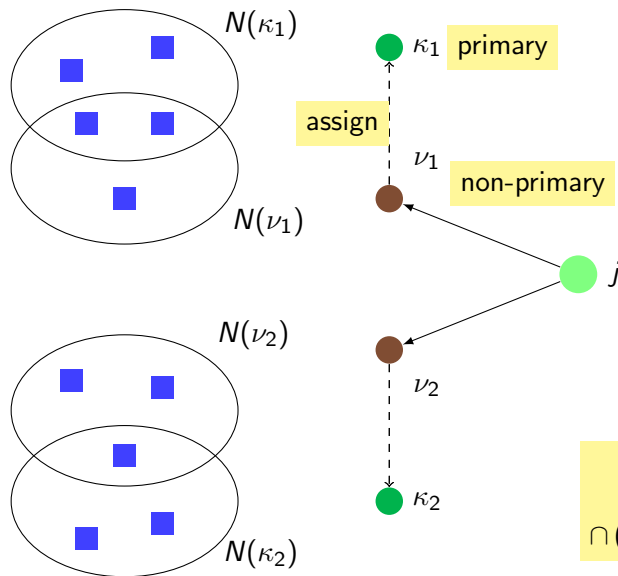 N(κ₁)
κ₁ primary
assign
ν₁
non-primary
N(ν₁)
j
N(ν₂)
ν₂
κ₂
N(κ₂)
∩(